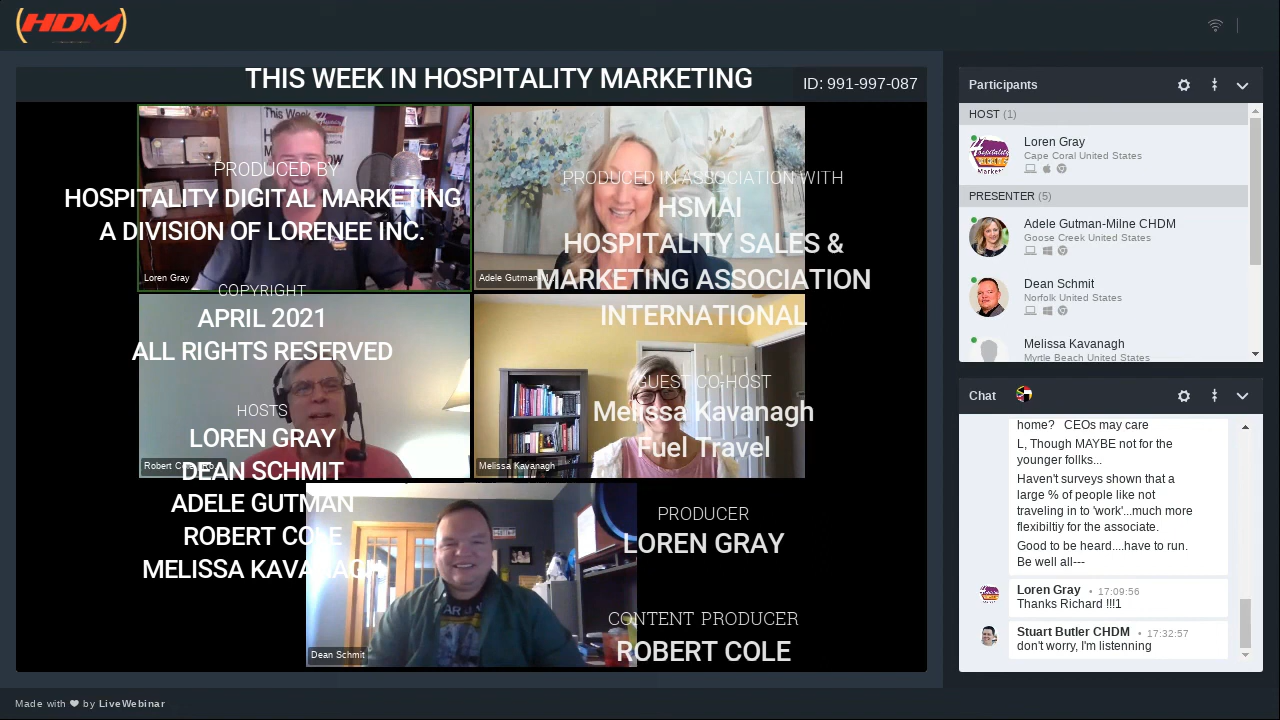 HDM
THIS WEEK IN HOSPITALITY MARKETING
ID: 991-997-087
PRODUCED BY
HOSPITALITY DIGITAL MARKETING
A DIVISION OF LORENEE INC.
Loren Gray
COPYRIGHT
APRIL 2021
ALL RIGHTS RESERVED
HOSTS
LOREN GRAY
DEAN SCHMIT
ADELE GUTMAN
ROBERT COLE
MELISSA KAVANAGH
This Week
PRODUCED IN ASSOCIATION WITH
HSMAI
HOSPITALITY SALES &
MARKETING ASSOCIATION
INTERNATIONAL
Adele Gutman
GUEST CO-HOST
Melissa Kavanagh
Fuel Travel
Robert Cole
Melissa Kavanagh
PRODUCER
LOREN GRAY
CONTENT PRODUCER
ROBERT COLE
Dean Schmit
Participants
HOST (1)
Loren Gray
Cape Coral United States
PRESENTER (5)
Adele Gutman-Milne CHDM
Goose Creek United States
Dean Schmit
Norfolk United States
Melissa Kavanagh
Myrtle Beach United States
Chat
home? CEOs may care
L, Though MAYBE not for the
younger follks...
Haven't surveys shown that a
large % of people like not
traveling in to 'work'...much more
flexibiltiy for the associate.
Good to be heard....have to run.
Be well all---
Loren Gray • 17:09:56
Thanks Richard !!!1
Stuart Butler CHDM • 17:32:57
don't worry, I'm listenning
Made with ❤ by LiveWebinar